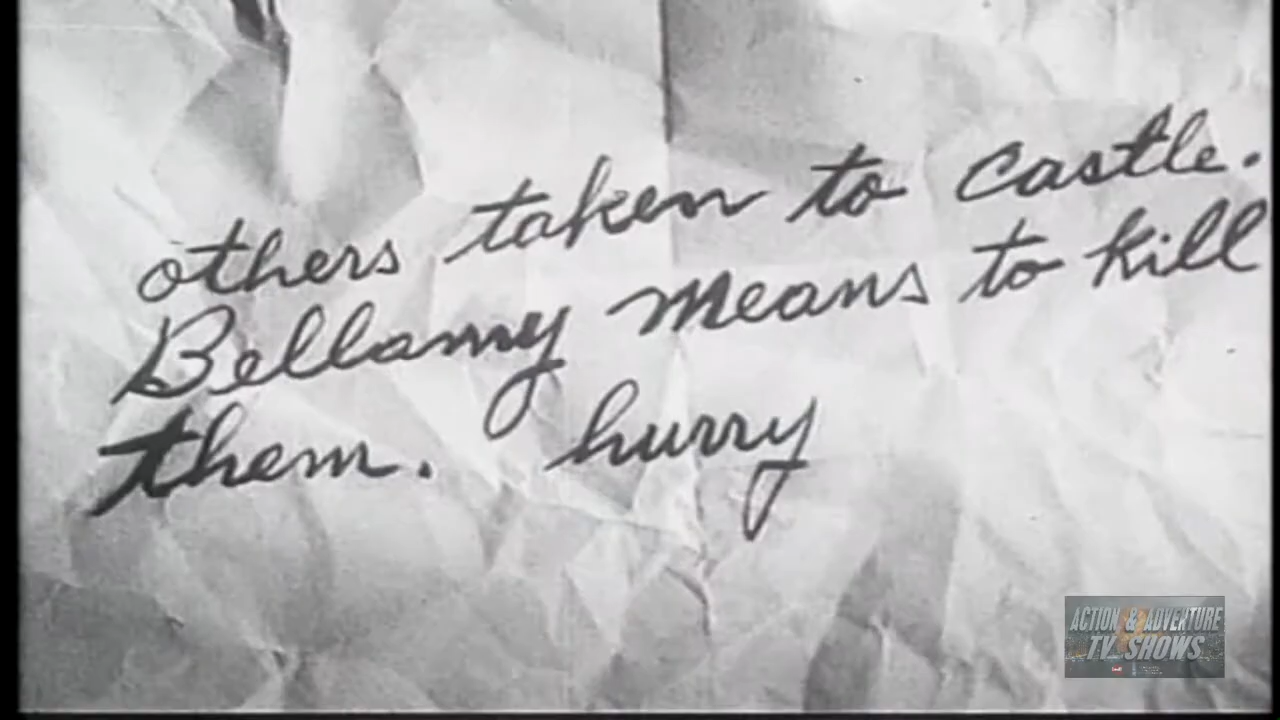 others taken to castle.
Bellamy means to kill
them. hurry
ACTION & ADVENTURE
TV SHOWS